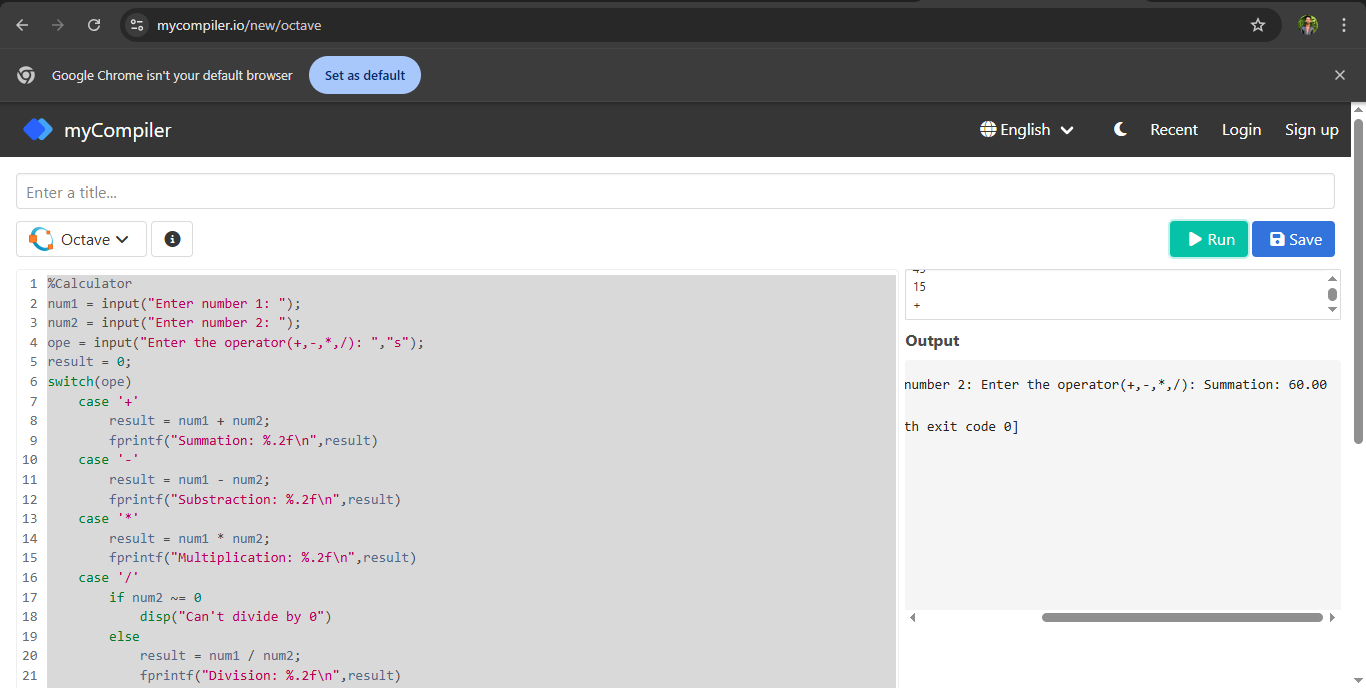 mycompiler.io/new/octave
Google Chrome isn't your default browser
Set as default
myCompiler
English
Recent
Login
Sign up
Enter a title...
Octave
Run
Save
1 %Calculator
2 num1 = input("Enter number 1: ");
3 num2 = input("Enter number 2: ");
4 ope = input("Enter the operator(+,-,*,/): ","s");
5 result = 0;
6 switch(ope)
7     case '+'
8         result = num1 + num2;
9         fprintf("Summation: %.2f\n",result)
10     case '-'
11         result = num1 - num2;
12         fprintf("Substraction: %.2f\n",result)
13     case '*'
14         result = num1 * num2;
15         fprintf("Multiplication: %.2f\n",result)
16     case '/'
17         if num2 ~= 0
18             disp("Can't divide by 0")
19         else
20             result = num1 / num2;
21             fprintf("Division: %.2f\n",result)
15
+
Output
number 2: Enter the operator(+,-,*,/): Summation: 60.00
th exit code 0]